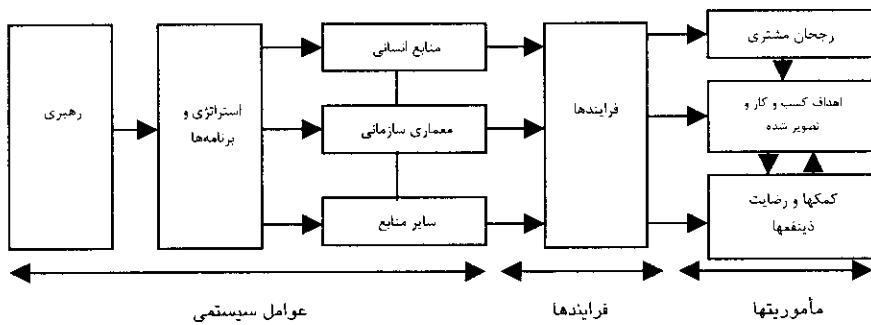 رهبری
استراتژی و
برنامه‌ها
منابع انسانی
معماری سازمانی
سایر منابع
فرایندها
رجحان مشتری
اهداف کسب و کار و
تصویر شده
کمکها و رضایت
ذینفعها
عوامل سیستمی
فرایندها
مأموریتها